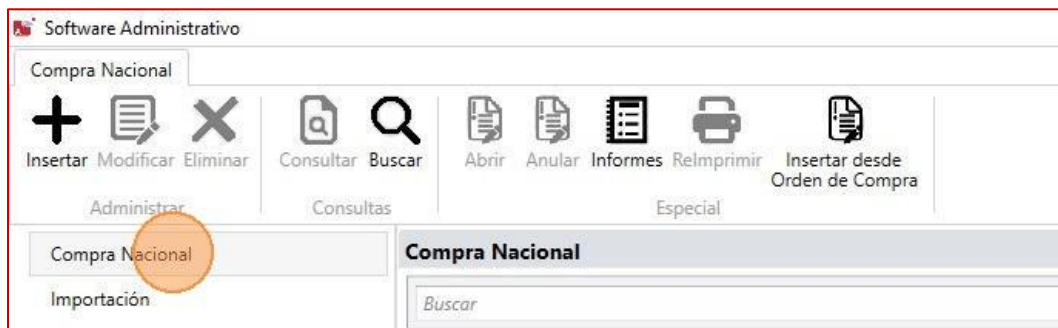 Software Administrativo
Compra Nacional
Insertar Modificar Eliminar Consultar Buscar Abrir Anular Informes ReImprimir Insertar desde
Orden de Compra
Administrar Consultas Especial
Compra Nacional Compra Nacional
Importación Buscar